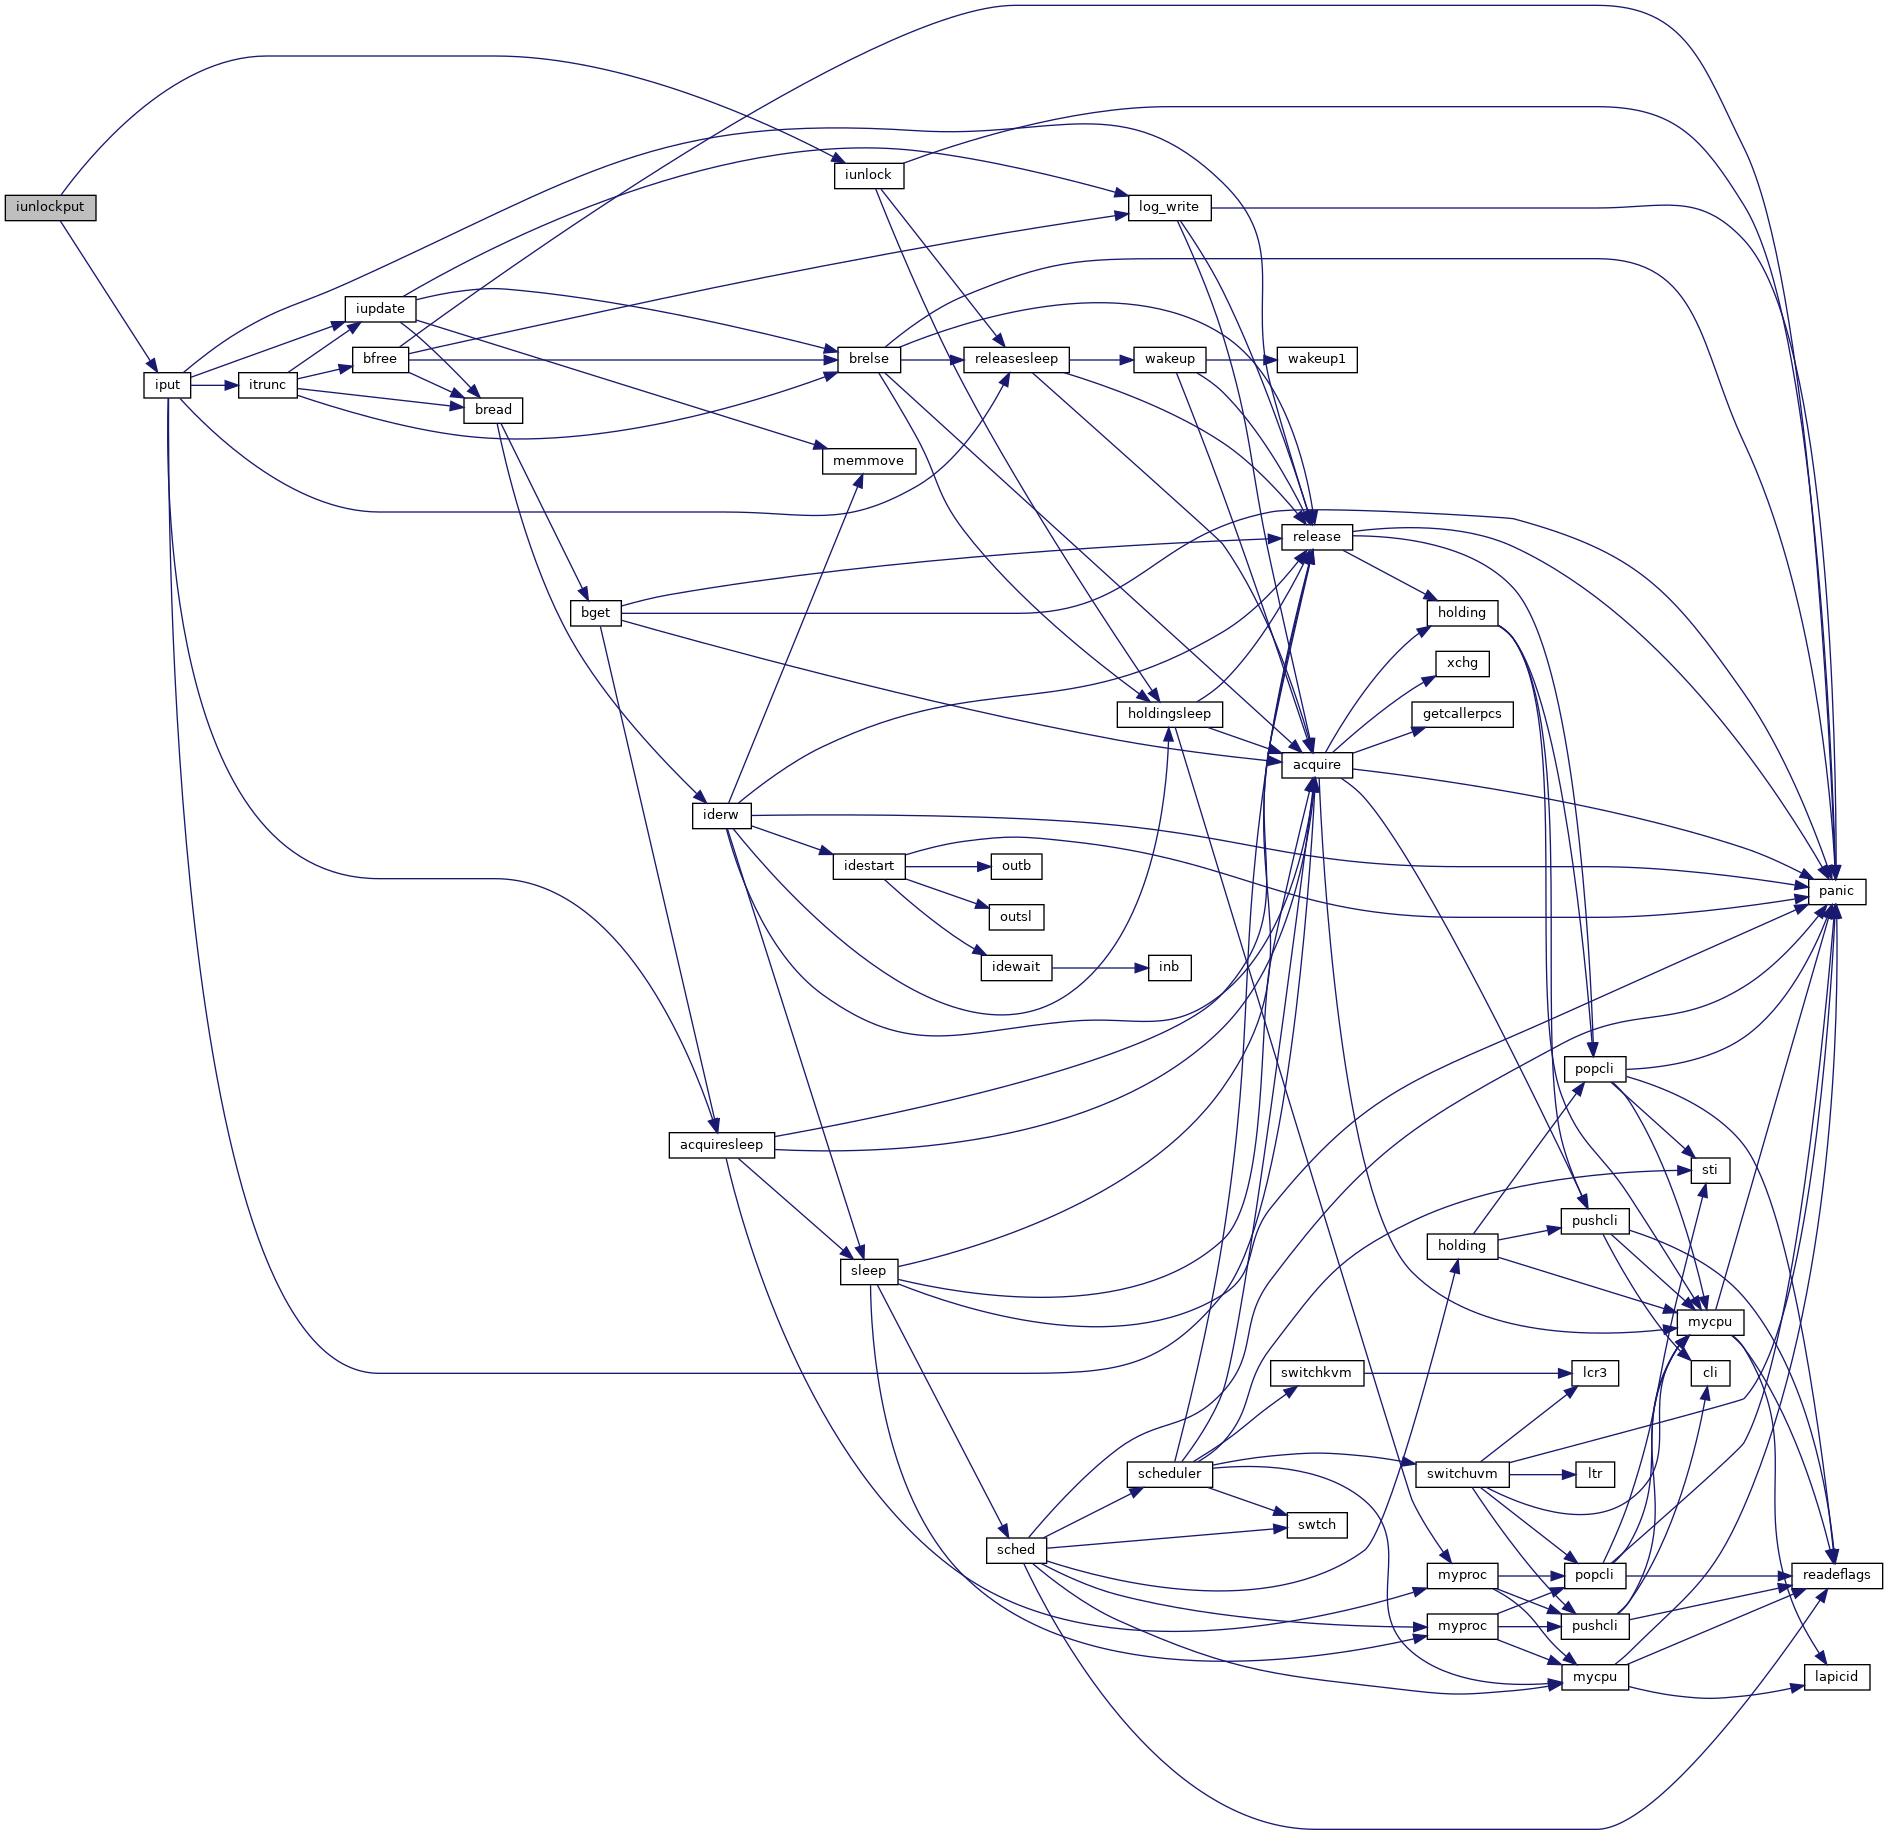 iunlockput
iunlock
log_write
iupdate
bfree
brelse
releasesleep
wakeup
wakeup1
iput
itrunc
bread
memmove
release
bget
holding
xchg
holdingsleep
getcallerpcs
acquire
iderw
idestart
outb
panic
outsl
idewait
inb
popcli
acquiresleep
sti
pushcli
holding
sleep
mycpu
switchkvm
lcr3
cli
scheduler
switchuvm
ltr
swtch
sched
myproc
popcli
readeflags
myproc
pushcli
mycpu
lapicid